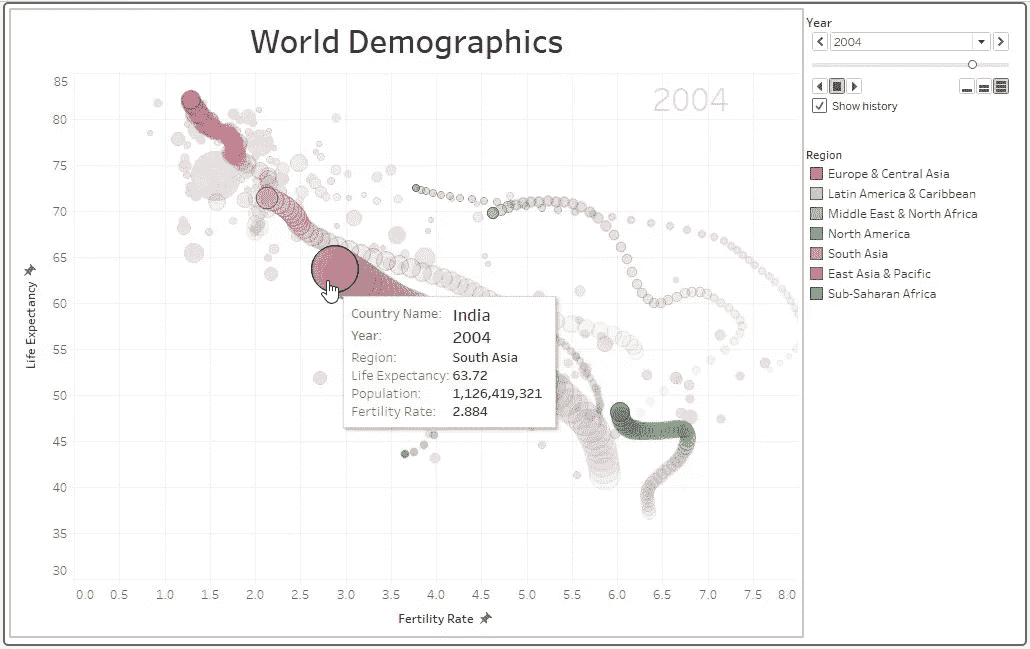 World Demographics
2004
85
80
75
70
65
60
55
50
45
40
35
30
Life Expectancy
Country Name: India
Year: 2004
Region: South Asia
Life Expectancy: 63.72
Population: 1,126,419,321
Fertility Rate: 2.884
0.0 0.5 1.0 1.5 2.0 2.5 3.0 3.5 4.0 4.5 5.0 5.5 6.0 6.5 7.0 7.5 8.0
Fertility Rate
Year
2004
Show history
Region
Europe & Central Asia
Latin America & Caribbean
Middle East & North Africa
North America
South Asia
East Asia & Pacific
Sub-Saharan Africa